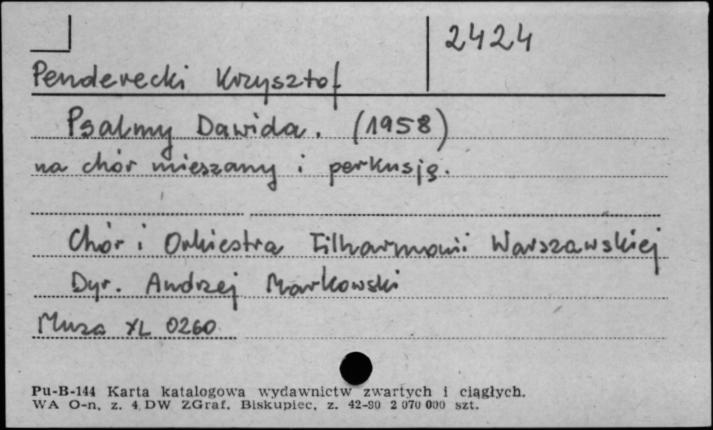 2424
Penderecki Krzysztof
Psalmy Dawida. (1958)
na chór mieszany i perkusję.
Chór i Orkiestra Filharmonii Warszawskiej
Dyr. Andrzej Markowski
Muza XL 0260
Pu-B-144 Karta katalogowa wydawnictw zwartych i ciągłych.
WA O-n, z. 4 DW ZGraf. Biskupiec, z. 42-80 2 070 000 szt.